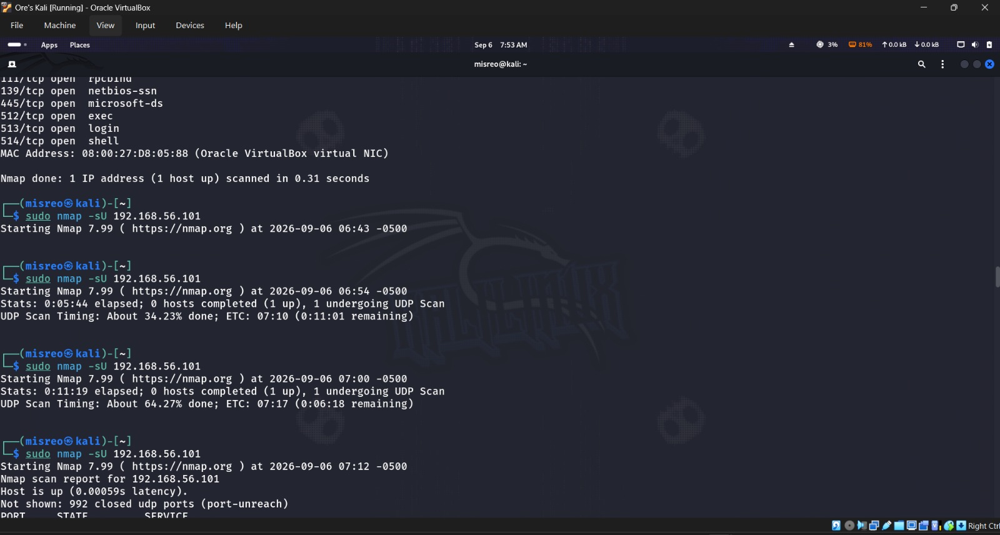 Ore's Kali [Running] - Oracle VirtualBox
File Machine View Input Devices Help
Apps Places Sep 6 7:53 AM 3% 81% ↑0.0 kB ↓0.0 kB
misreo@kali: ~
111/tcp open  rpcbind
139/tcp open  netbios-ssn
445/tcp open  microsoft-ds
512/tcp open  exec
513/tcp open  login
514/tcp open  shell
MAC Address: 08:00:27:D8:05:88 (Oracle VirtualBox virtual NIC)
Nmap done: 1 IP address (1 host up) scanned in 0.31 seconds
┌──(misreo㉿kali)-[~]
└─$ sudo nmap -sU 192.168.56.101
Starting Nmap 7.99 ( https://nmap.org ) at 2026-09-06 06:43 -0500
┌──(misreo㉿kali)-[~]
└─$ sudo nmap -sU 192.168.56.101
Starting Nmap 7.99 ( https://nmap.org ) at 2026-09-06 06:54 -0500
Stats: 0:05:44 elapsed; 0 hosts completed (1 up), 1 undergoing UDP Scan
UDP Scan Timing: About 34.23% done; ETC: 07:10 (0:11:01 remaining)
┌──(misreo㉿kali)-[~]
└─$ sudo nmap -sU 192.168.56.101
Starting Nmap 7.99 ( https://nmap.org ) at 2026-09-06 07:00 -0500
Stats: 0:11:19 elapsed; 0 hosts completed (1 up), 1 undergoing UDP Scan
UDP Scan Timing: About 64.27% done; ETC: 07:17 (0:06:18 remaining)
┌──(misreo㉿kali)-[~]
└─$ sudo nmap -sU 192.168.56.101
Starting Nmap 7.99 ( https://nmap.org ) at 2026-09-06 07:12 -0500
Nmap scan report for 192.168.56.101
Host is up (0.00059s latency).
Not shown: 992 closed udp ports (port-unreach)
PORT     STATE         SERVICE
KALI LINUX
Right Ctrl